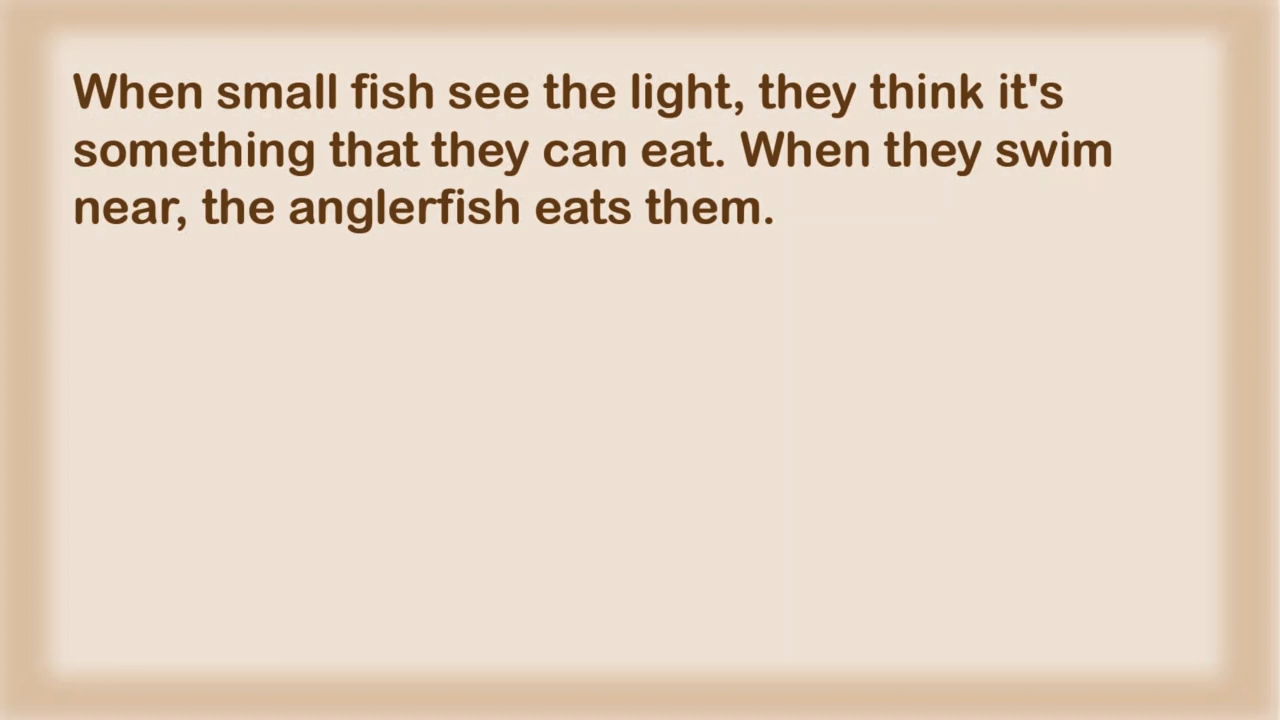 When small fish see the light, they think it's
something that they can eat. When they swim
near, the anglerfish eats them.